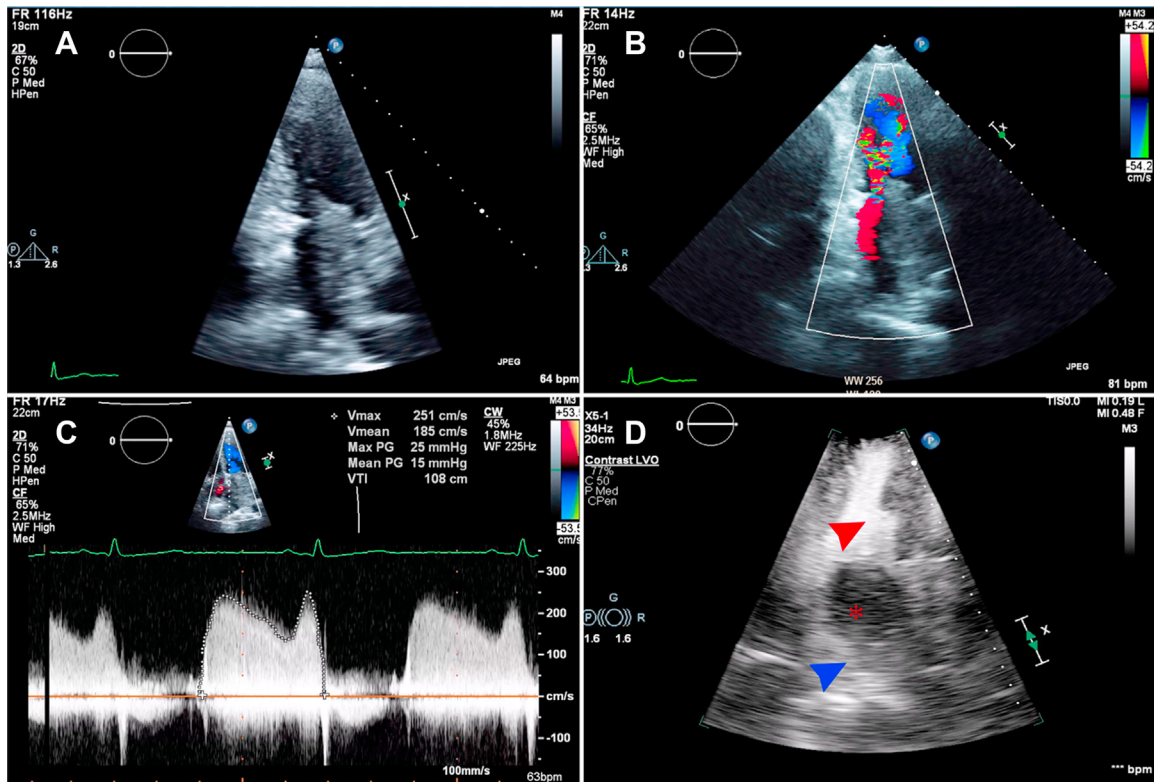 FR 116Hz
19cm
2D
67%
C 50
P Med
HPen
A
P
0
M4
G
P R
1.3 2.6
X
JPEG
64 bpm
FR 14Hz
22cm
2D
71%
C 50
P Med
HPen
CF
65%
2.5MHz
WF High
Med
B
P
0
M4 M3
+54.2
-54.2
cm/s
X
G
P R
1.3 2.6
JPEG
WW 256
81 bpm
FR 17Hz
22cm
2D
71%
C 50
P Med
HPen
CF
65%
2.5MHz
WF High
Med
C
P
0
X
Vmax 251 cm/s
Vmean 185 cm/s
Max PG 25 mmHg
Mean PG 15 mmHg
VTI 108 cm
CW
45%
1.8MHz
WF 225Hz
M4 M3
+53.5
-53.5
cm/s
300
200
100
cm/s
-100
100mm/s
63bpm
X5-1
34Hz
20cm
Contrast LVO
77%
C 50
P Med
CPen
D
P
0
TIS0.0 MI 0.19 L
MI 0.48 F
M3
*
G
P R
1.6 1.6
X
--- bpm